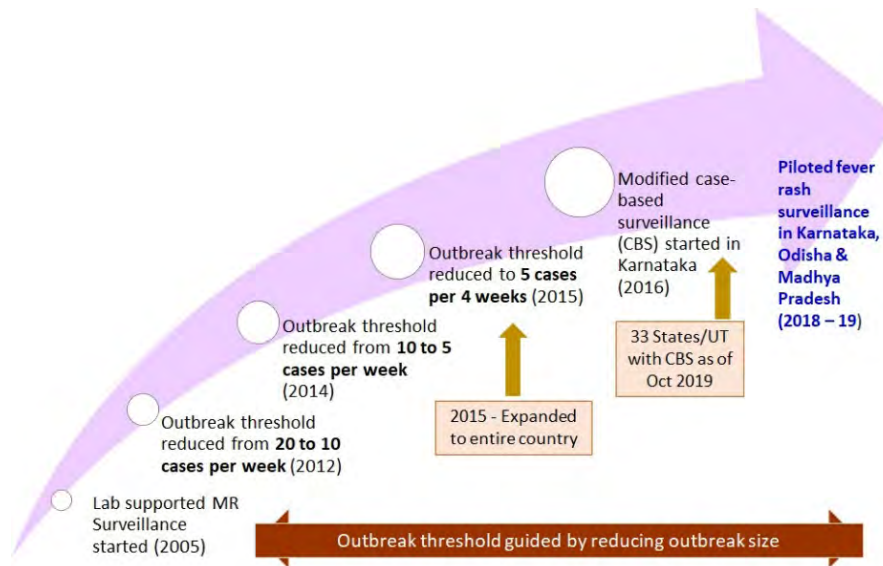 Lab supported MR
Surveillance
started (2005)
Outbreak threshold
reduced from 20 to 10
cases per week (2012)
Outbreak threshold
reduced from 10 to 5
cases per week
(2014)
Outbreak threshold
reduced to 5 cases
per 4 weeks (2015)
2015 - Expanded
to entire country
Modified case-
based
surveillance
(CBS) started in
Karnataka
(2016)
33 States/UT
with CBS as of
Oct 2019
Piloted fever
rash
surveillance
in Karnataka,
Odisha &
Madhya
Pradesh
(2018 – 19)
Outbreak threshold guided by reducing outbreak size